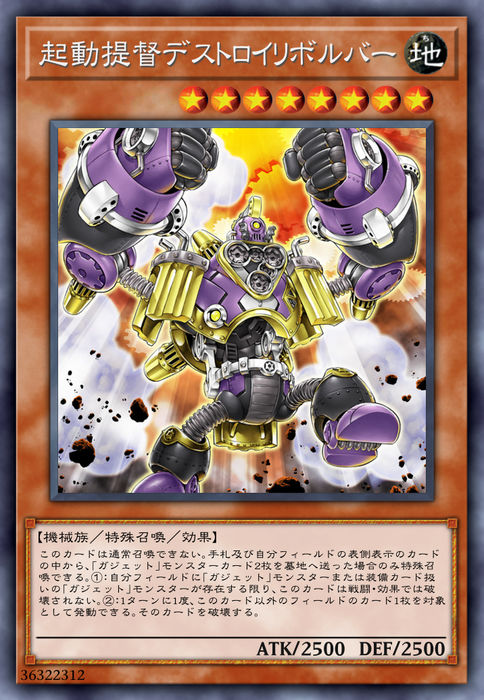 起動提督デストロイリボルバー
地
ち
【機械族／特殊召喚／効果】
このカードは通常召喚できない。手札及び自分フィールドの表側表示のカード
の中から、「ガジェット」モンスターカード2枚を墓地へ送った場合のみ特殊召
喚できる。①：自分フィールドに「ガジェット」モンスターまたは装備カード扱
いの「ガジェット」モンスターが存在する限り、このカードは戦闘・効果では破
壊されない。②：1ターンに1度、このカード以外のフィールドのカード1枚を対象
として発動できる。そのカードを破壊する。
ATK/2500 DEF/2500
36322312